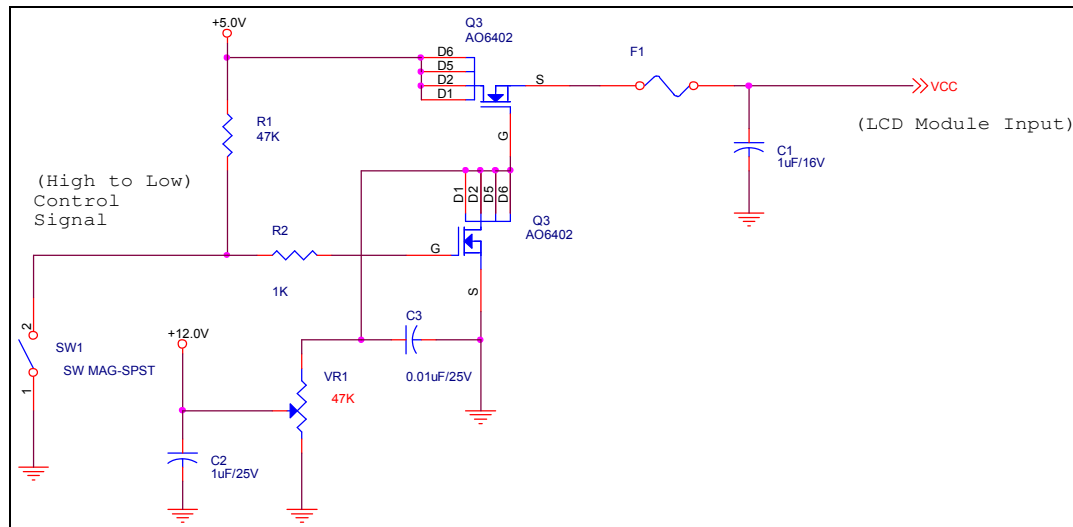 +5.0V
Q3
AO6402
D6
D5
D2
D1
S
G
F1
VCC
(LCD Module Input)
C1
1uF/16V
R1
47K
(High to Low)
Control
Signal
D1
D2
D5
D6
Q3
AO6402
R2
1K
G
S
2
SW1
SW MAG-SPST
1
+12.0V
C3
0.01uF/25V
VR1
47K
C2
1uF/25V